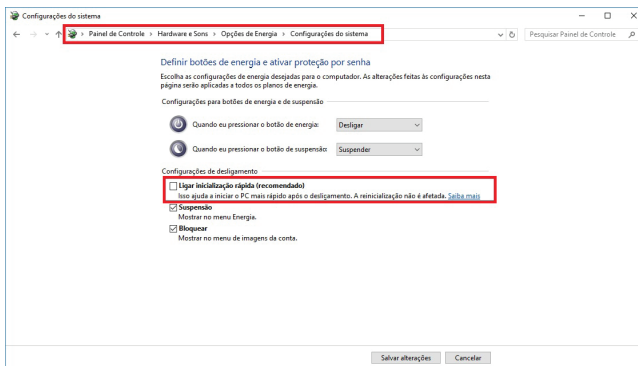 Configurações do sistema
Painel de Controle › Hardware e Sons › Opções de Energia › Configurações do sistema
Pesquisar Painel de Controle
Definir botões de energia e ativar proteção por senha
Escolha as configurações de energia desejadas para o computador. As alterações feitas às configurações nesta
página serão aplicadas a todos os planos de energia.
Configurações para botões de energia e de suspensão
Quando eu pressionar o botão de energia: Desligar
Quando eu pressionar o botão de suspensão: Suspender
Configurações de desligamento
Ligar inicialização rápida (recomendado)
Isso ajuda a iniciar o PC mais rápido após o desligamento. A reinicialização não é afetada. Saiba mais
Suspensão
Mostrar no menu Energia.
Bloquear
Mostrar no menu de imagens da conta.
Salvar alterações Cancelar